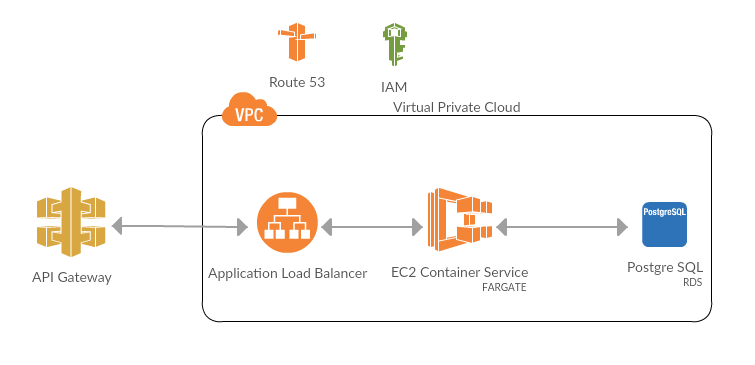 Route 53
IAM
Virtual Private Cloud
VPC
PostgreSQL
API Gateway
Application Load Balancer
EC2 Container Service
FARGATE
Postgre SQL
RDS